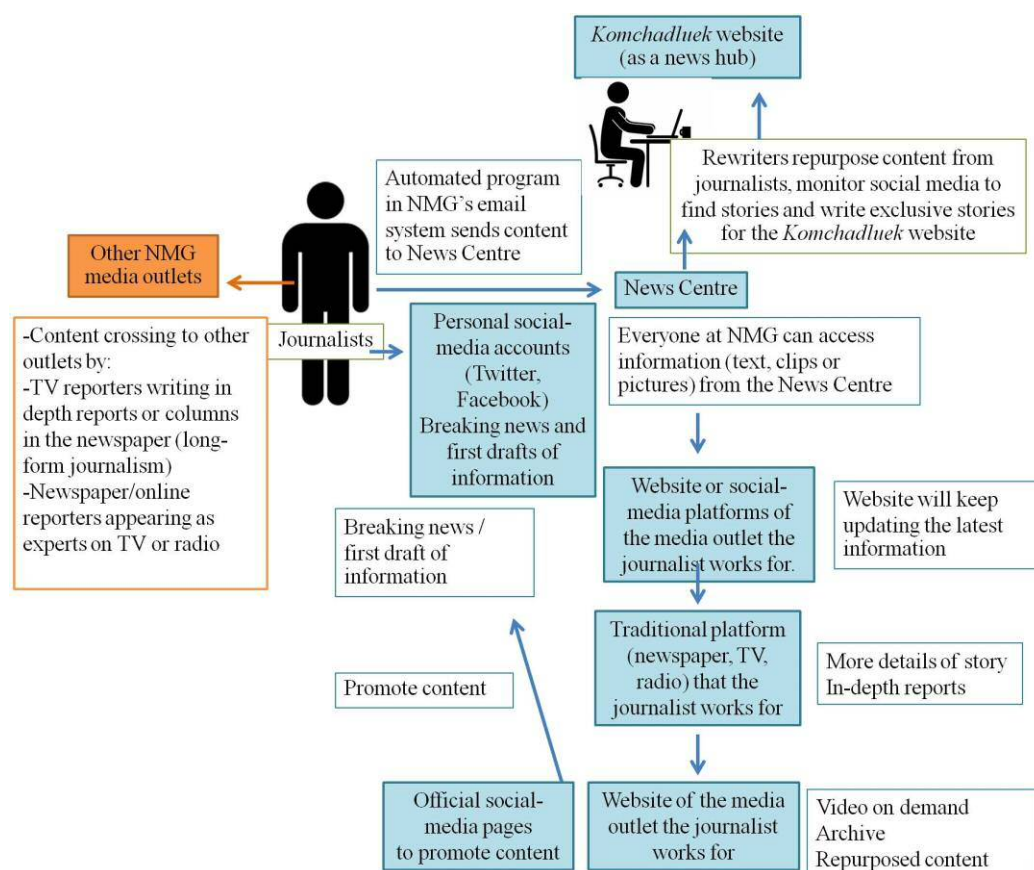 Komchadluek website
(as a news hub)
Rewriters repurpose content from
journalists, monitor social media to
find stories and write exclusive stories
for the Komchadluek website
Automated program
in NMG's email
system sends content
to News Centre
Other NMG
media outlets
News Centre
Journalists
-Content crossing to other
outlets by:
-TV reporters writing in
depth reports or columns
in the newspaper (long-
form journalism)
-Newspaper/online
reporters appearing as
experts on TV or radio
Personal social-
media accounts
(Twitter,
Facebook)
Breaking news and
first drafts of
information
Everyone at NMG can access
information (text, clips or
pictures) from the News Centre
Website or social-
media platforms of
the media outlet the
journalist works for.
Website will keep
updating the latest
information
Breaking news /
first draft of
information
Traditional platform
(newspaper, TV,
radio) that the
journalist works for
More details of story
In-depth reports
Promote content
Official social-
media pages
to promote content
Website of the media
outlet the journalist
works for
Video on demand
Archive
Repurposed content